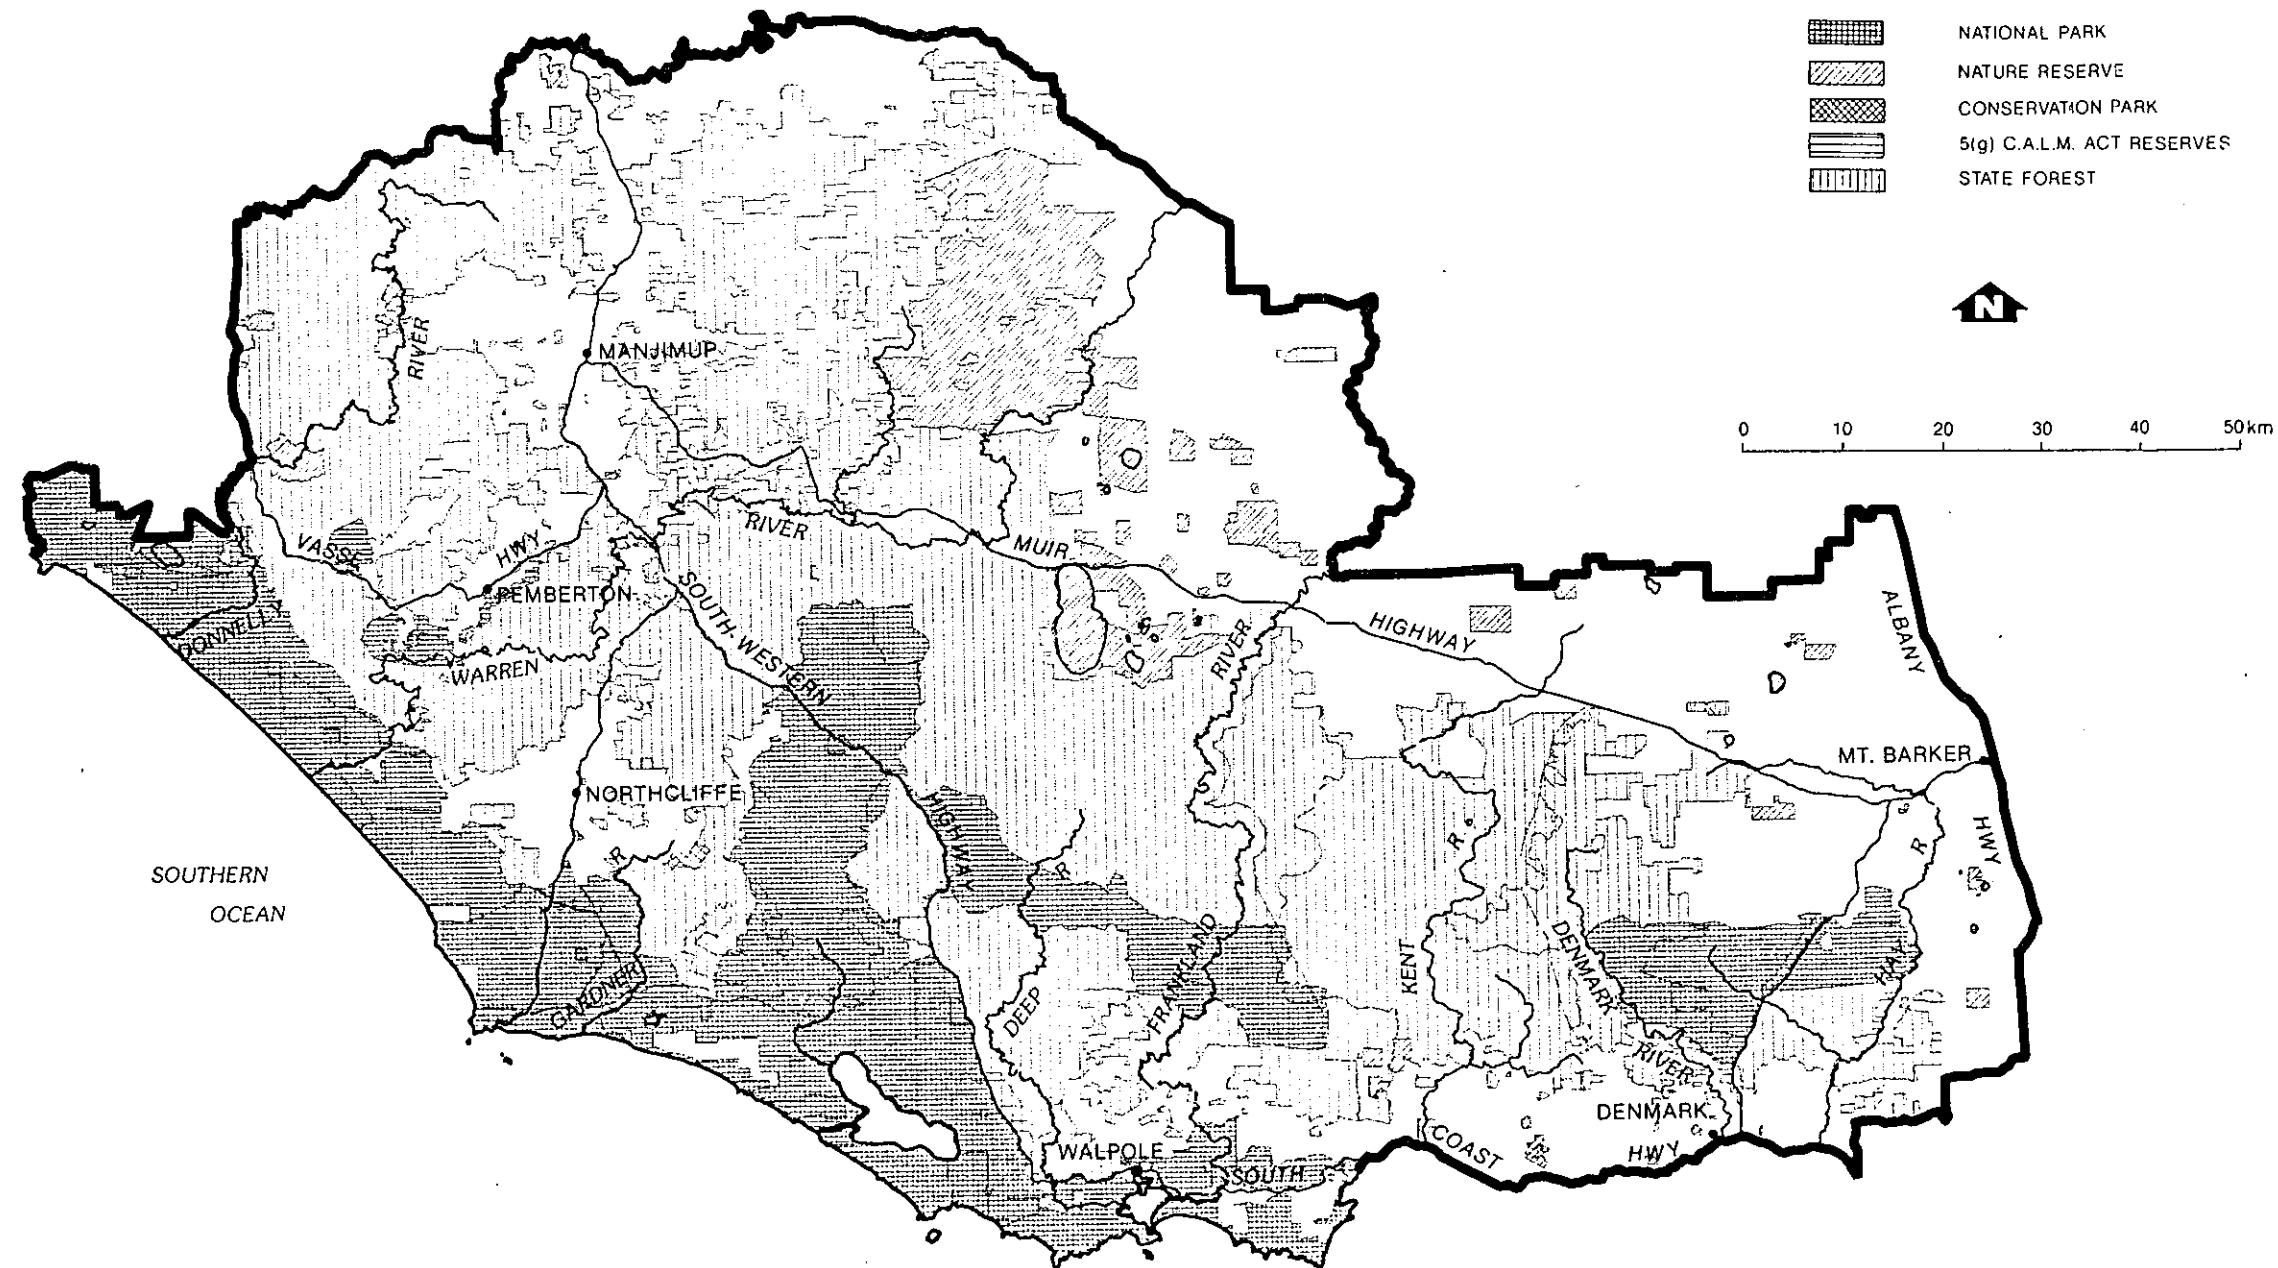 NATIONAL PARK
NATURE RESERVE
CONSERVATION PARK
5(g) C.A.L.M. ACT RESERVES
STATE FOREST
N
0 10 20 30 40 50km
RIVER
MANJIMUP
RIVER
MUIR
VASSE
HWY
PEMBERTON
SOUTH-WESTERN
HIGHWAY
RIVER
HIGHWAY
ALBANY
HWY
DONNELLY
WARREN
MT. BARKER
NORTHCLIFFE
R
R
R
R
SOUTHERN
OCEAN
GARDNER
DEEP
FRANKLAND
KENT
DENMARK
RIVER
HAY
DENMARK
WALPOLE
SOUTH
COAST
HWY